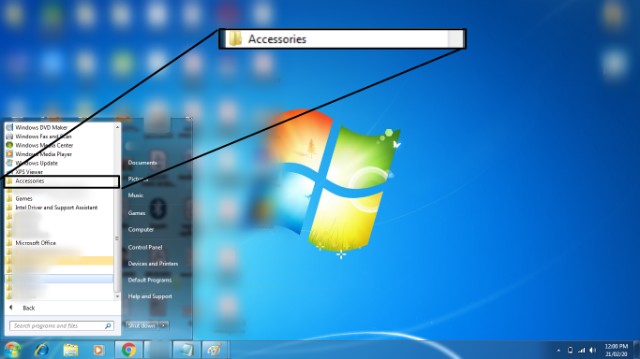 Accessories
Windows DVD Maker
Windows Fax and Scan
Windows Media Center
Windows Media Player
Windows Update
XPS Viewer
Accessories
Games
Intel Driver and Support Assistant
Microsoft Office
Back
Search programs and files
Documents
Pictures
Music
Games
Computer
Control Panel
Devices and Printers
Default Programs
Help and Support
Shut down
12:00 PM
21/02/20